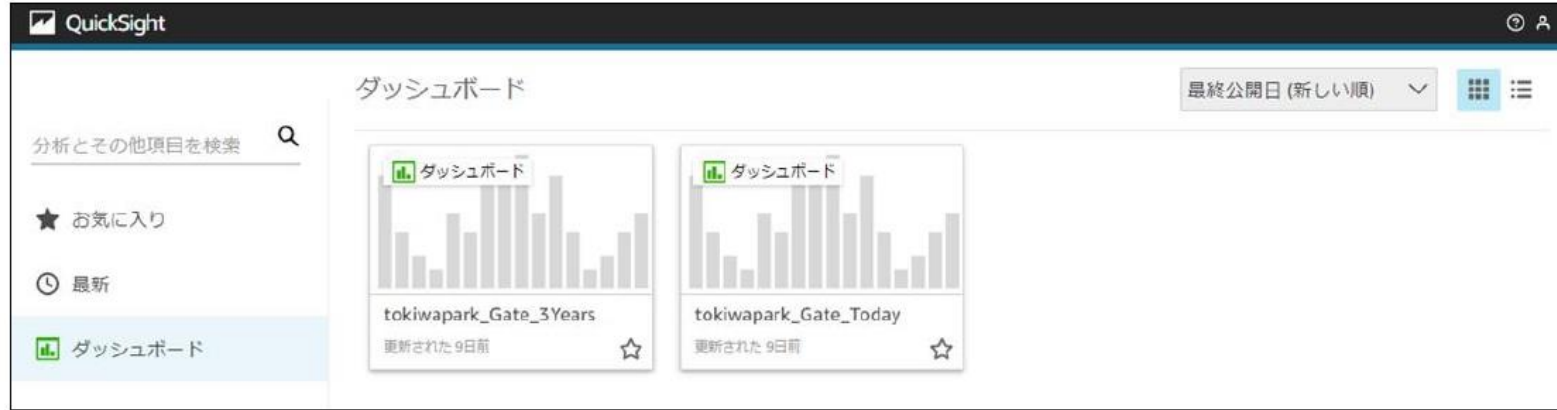 QuickSight
ダッシュボード
最終公開日 (新しい順)
分析とその他項目を検索
お気に入り
最新
ダッシュボード
ダッシュボード
tokiwapark_Gate_3Years
更新された 9日前
ダッシュボード
tokiwapark_Gate_Today
更新された 9日前